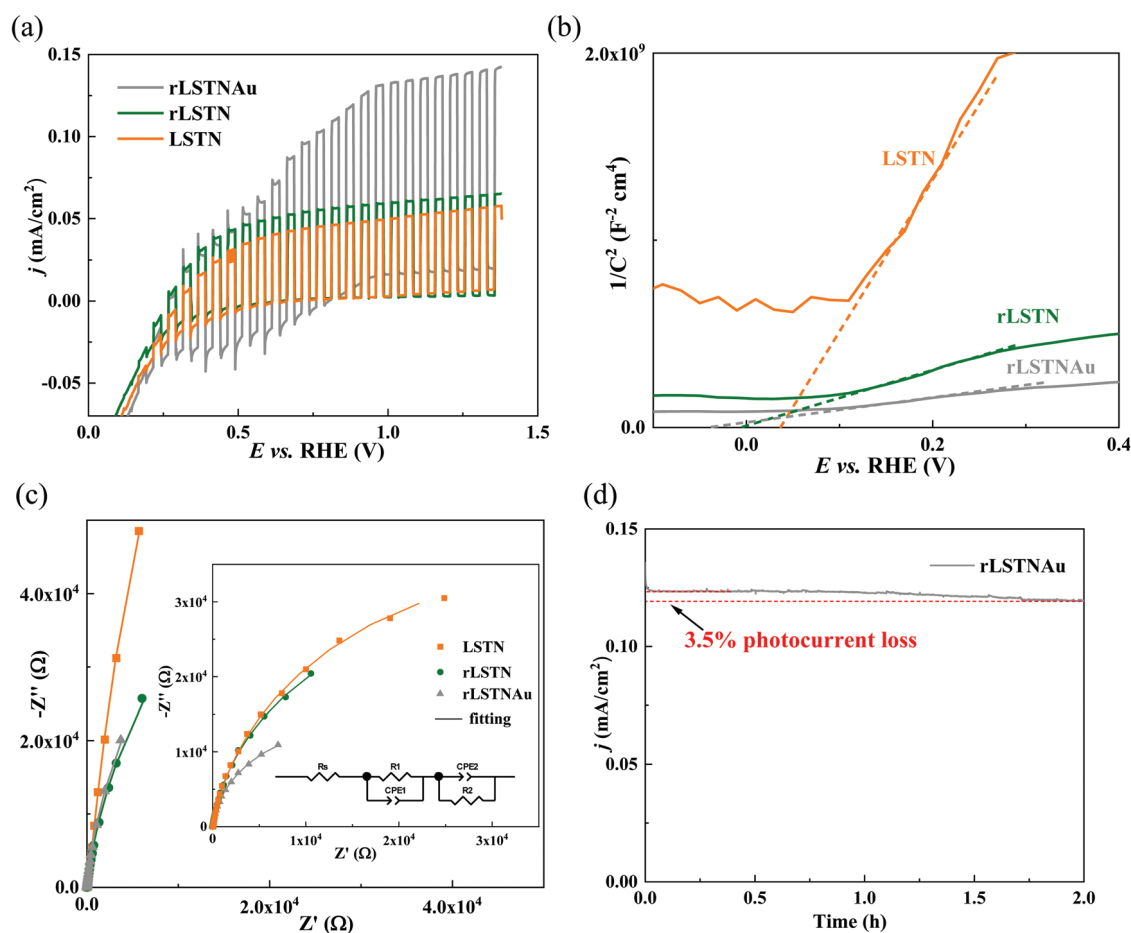 (a)
0.15
0.10
0.05
0.00
-0.05
j (mA/cm²)
rLSTNAu
rLSTN
LSTN
0.0
0.5
1.0
1.5
E vs. RHE (V)
(b)
2.0×10⁹
0.0
1/C² (F⁻² cm⁴)
LSTN
rLSTN
rLSTNAu
0.0
0.2
0.4
E vs. RHE (V)
(c)
4.0x10⁴
2.0x10⁴
0.0
-Z'' (Ω)
0.0
2.0x10⁴
4.0x10⁴
Z' (Ω)
3x10⁴
2x10⁴
1x10⁴
0
-Z'' (Ω)
LSTN
rLSTN
rLSTNAu
fitting
Rs
R1
CPE1
CPE2
R2
0
1x10⁴
2x10⁴
3x10⁴
Z' (Ω)
(d)
0.15
0.10
0.05
0.00
j (mA/cm²)
rLSTNAu
3.5% photocurrent loss
0.0
0.5
1.0
1.5
2.0
Time (h)